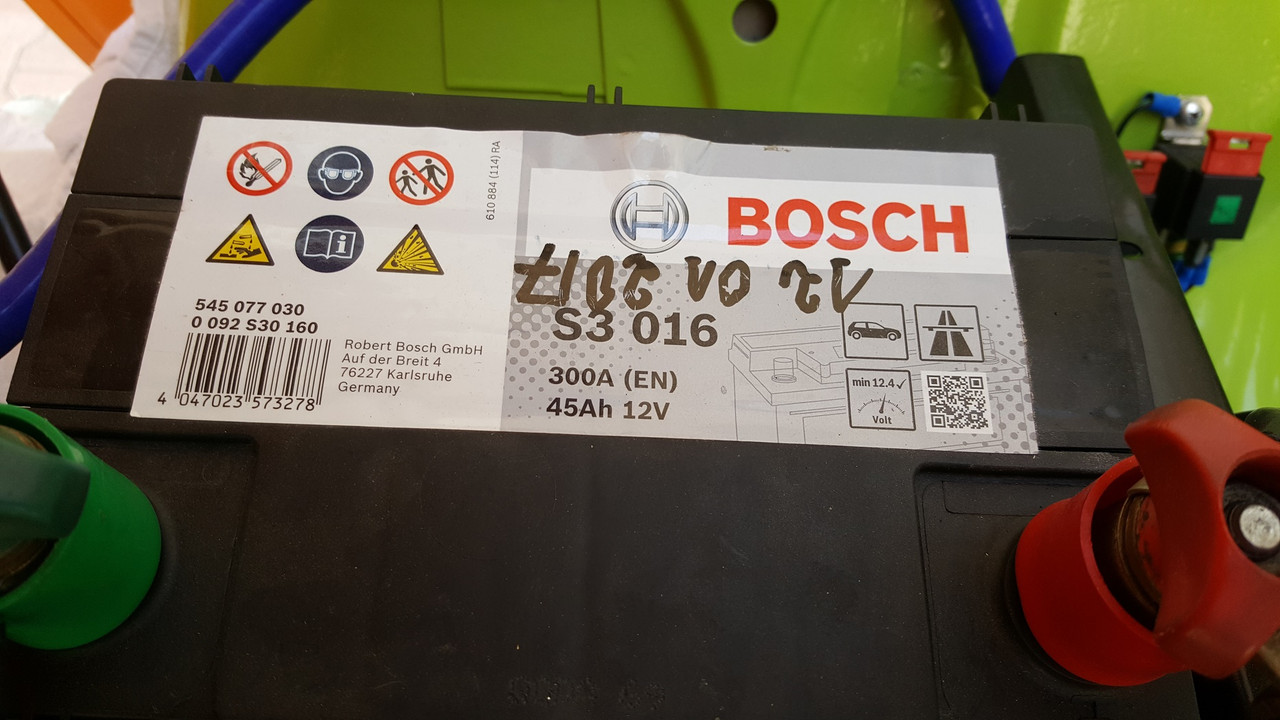 610 884 (114) RA
BOSCH
545 077 030
0 092 S30 160
4 047023 573278
Robert Bosch GmbH
Auf der Breit 4
76227 Karlsruhe
Germany
S3 016
300A (EN)
45Ah 12V
min 12.4✓
Volt